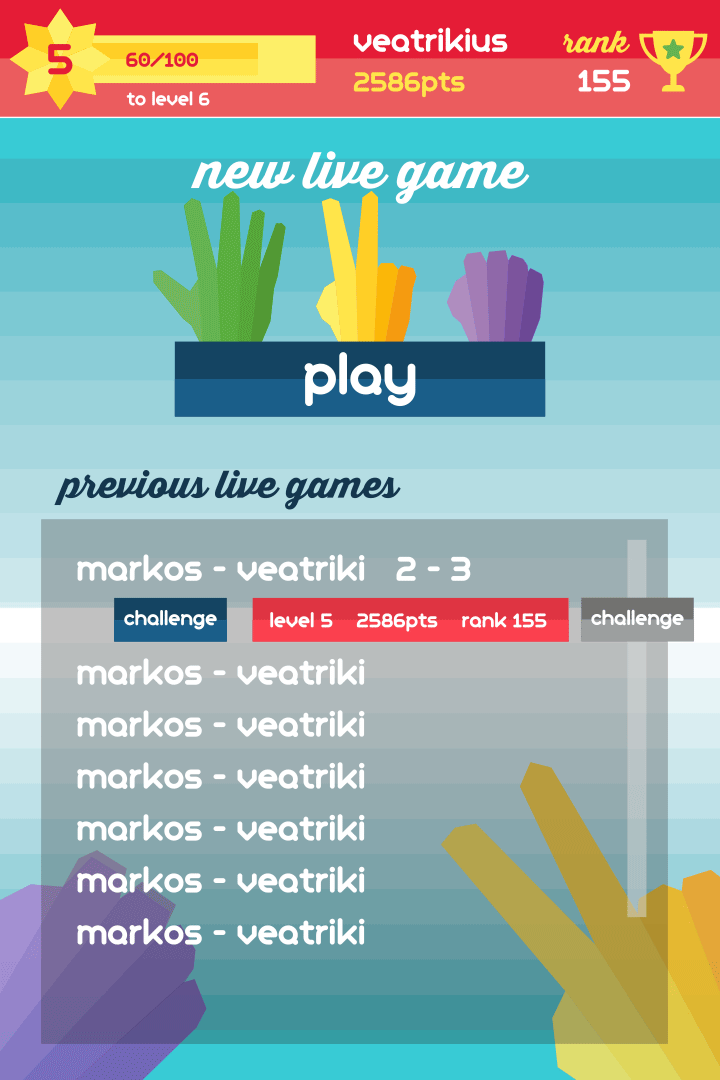 5
60/100
to level 6
veatrikius
2586pts
rank
155
new live game
play
previous live games
markos - veatriki 2 - 3
challenge level 5 2586pts rank 155 challenge
markos - veatriki
markos - veatriki
markos - veatriki
markos - veatriki
markos - veatriki
markos - veatriki